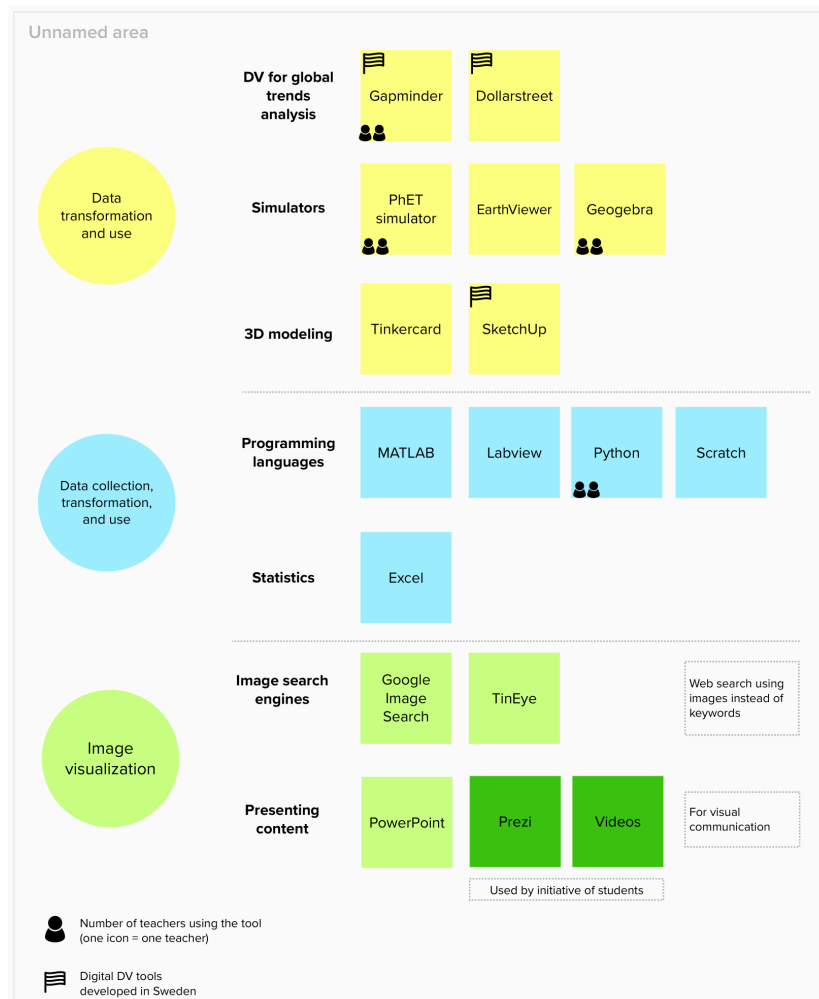 Unnamed area
DV for global
trends
analysis
Gapminder
Dollarstreet
Data
transformation
and use
Simulators
PhET
simulator
EarthViewer
Geogebra
3D modeling
Tinkercard
SketchUp
Data collection,
transformation,
and use
Programming
languages
MATLAB
Labview
Python
Scratch
Statistics
Excel
Image
visualization
Image search
engines
Google
Image
Search
TinEye
Web search using
images instead of
keywords
Presenting
content
PowerPoint
Prezi
Videos
For visual
communication
Used by initiative of students
Number of teachers using the tool
(one icon = one teacher)
Digital DV tools
developed in Sweden